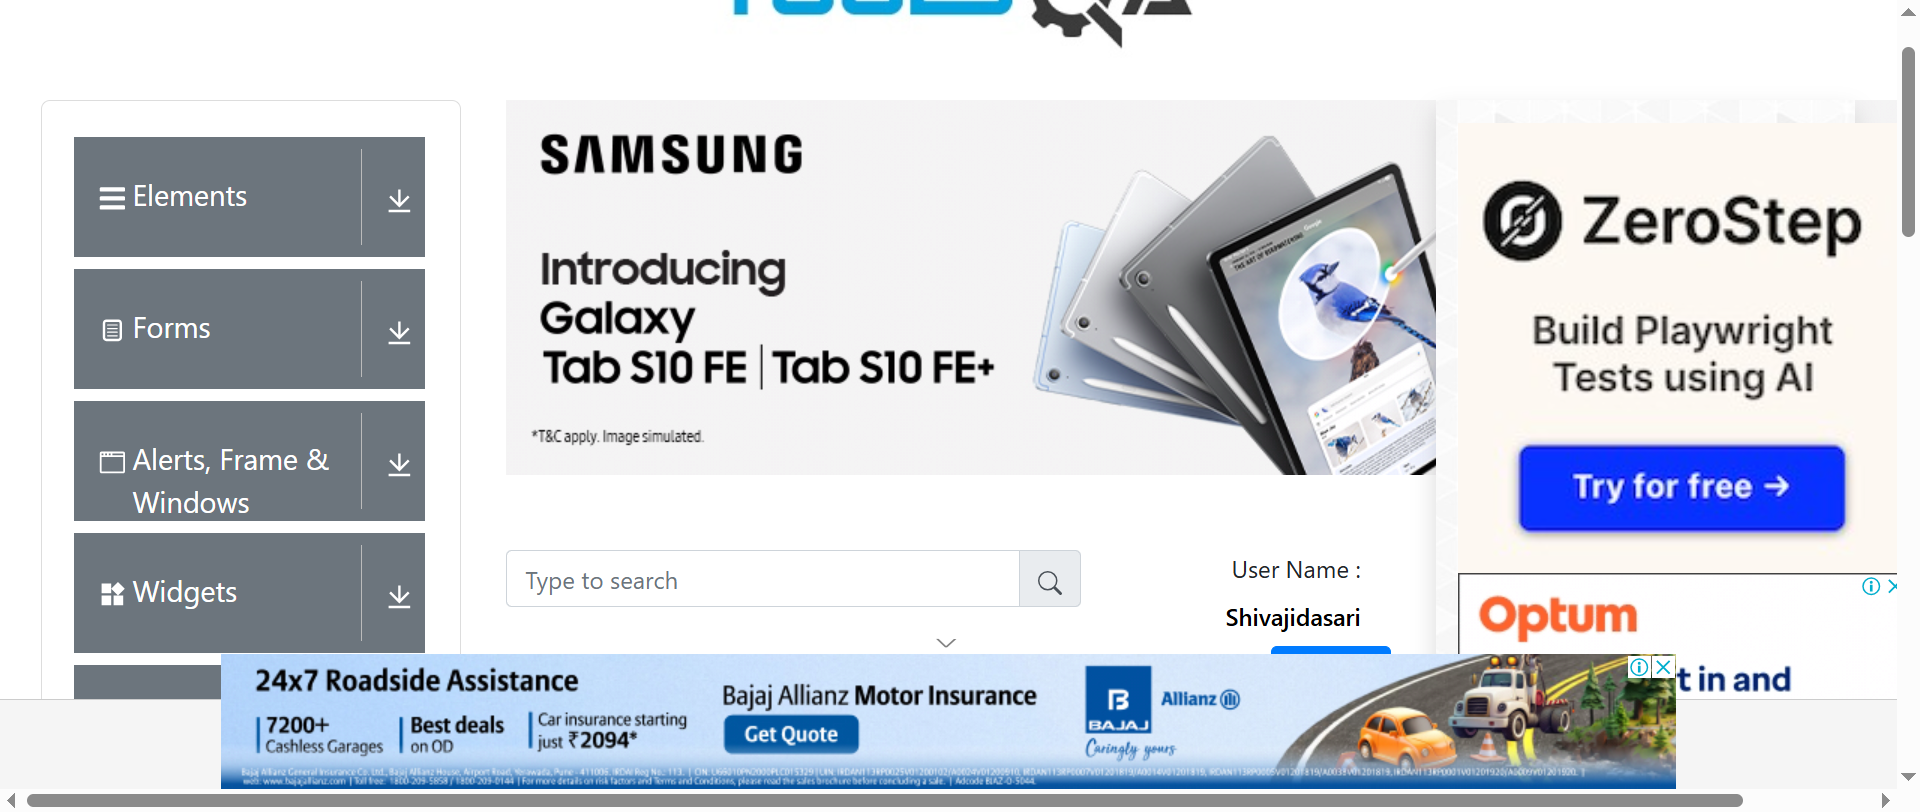 Elements
Forms
Alerts, Frame &
Windows
Widgets
SAMSUNG
Introducing
Galaxy
Tab S10 FE | Tab S10 FE+
*T&C apply. Image simulated.
ZeroStep
Build Playwright
Tests using AI
Try for free →
Type to search
User Name :
Shivajidasari
Optum
t in and
24x7 Roadside Assistance
7200+
Cashless Garages
Best deals
on OD
Car insurance starting
just ₹2094*
Bajaj Allianz Motor Insurance
Get Quote
B
BAJAJ
Allianz
Caringly yours